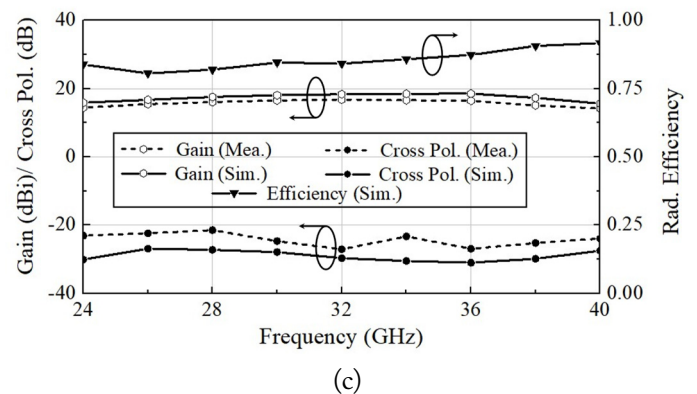 40
20
0
-20
-40
Gain (dBi)/ Cross Pol. (dB)
1.00
0.75
0.50
0.25
0.00
Rad. Efficiency
Gain (Mea.)
Cross Pol. (Mea.)
Gain (Sim.)
Cross Pol. (Sim.)
Efficiency (Sim.)
24 28 32 36 40
Frequency (GHz)
(c)